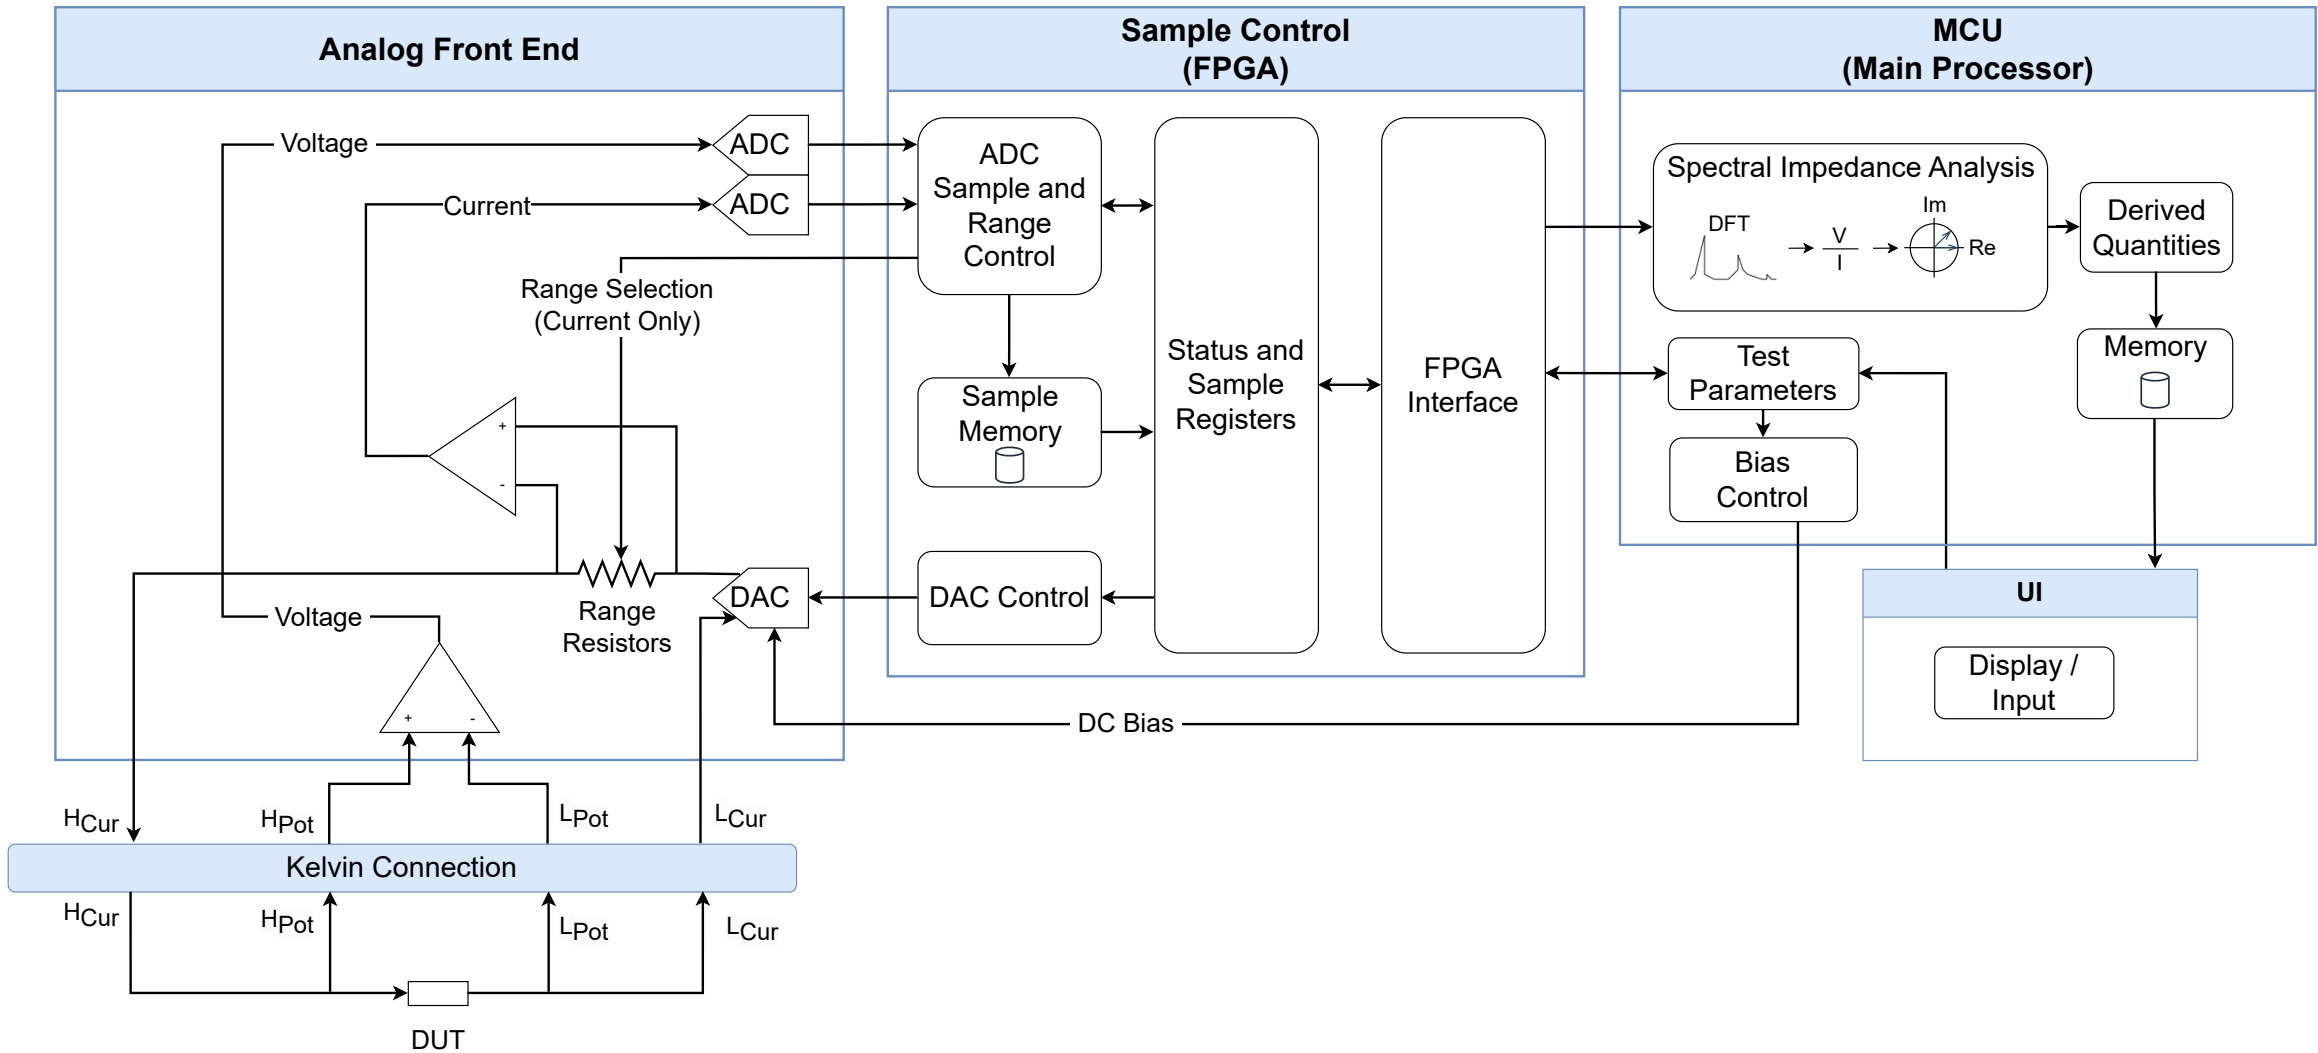 Analog Front End
Sample Control
(FPGA)
MCU
(Main Processor)
Voltage
ADC
Current
ADC
Range Selection
(Current Only)
+
-
Range
Resistors
DAC
Voltage
+
-
ADC
Sample and
Range
Control
Sample
Memory
DAC Control
Status and
Sample
Registers
FPGA
Interface
Spectral Impedance Analysis
DFT
V
I
Im
Re
Derived
Quantities
Memory
Test
Parameters
Bias
Control
UI
Display /
Input
DC Bias
HCur
HPot
LPot
LCur
Kelvin Connection
HCur
HPot
LPot
LCur
DUT